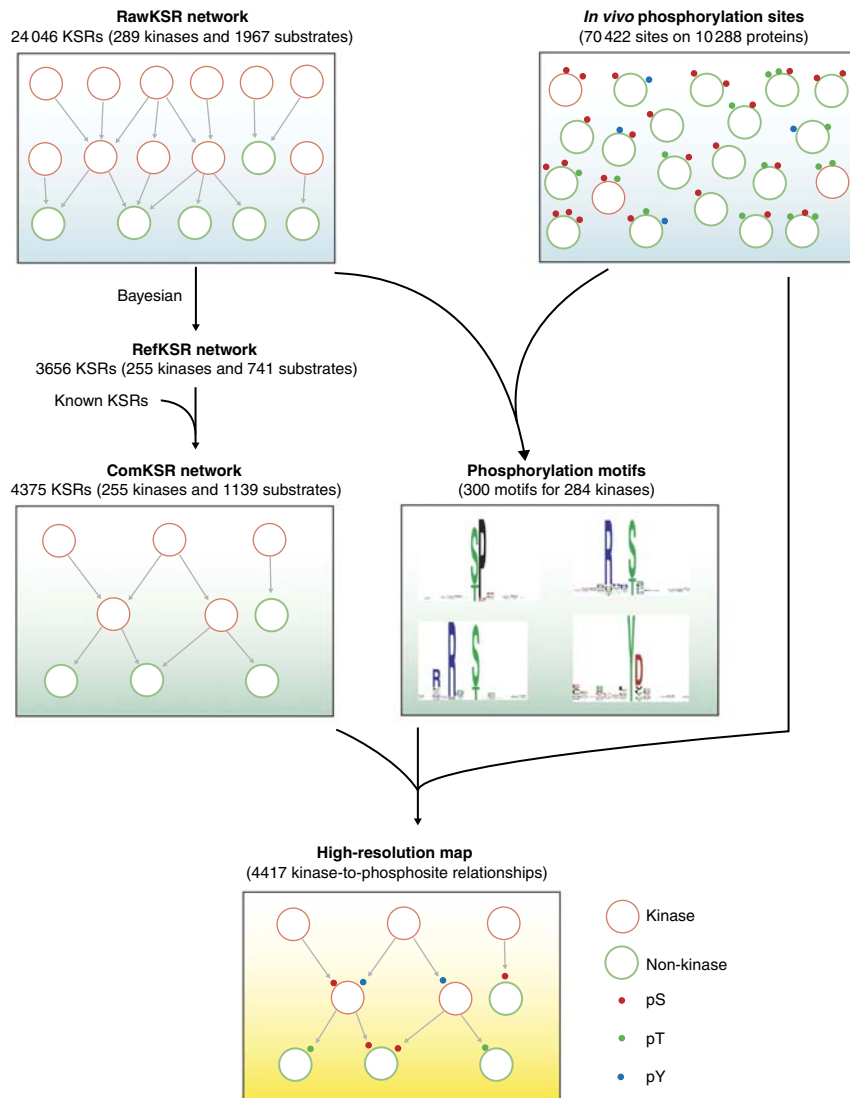 RawKSR network
24 046 KSRs (289 kinases and 1967 substrates)
In vivo phosphorylation sites
(70 422 sites on 10 288 proteins)
Bayesian
RefKSR network
3656 KSRs (255 kinases and 741 substrates)
Known KSRs
ComKSR network
4375 KSRs (255 kinases and 1139 substrates)
Phosphorylation motifs
(300 motifs for 284 kinases)
S P
T
R S
T
R R S
T
Y D
High-resolution map
(4417 kinase-to-phosphosite relationships)
Kinase
Non-kinase
pS
pT
pY